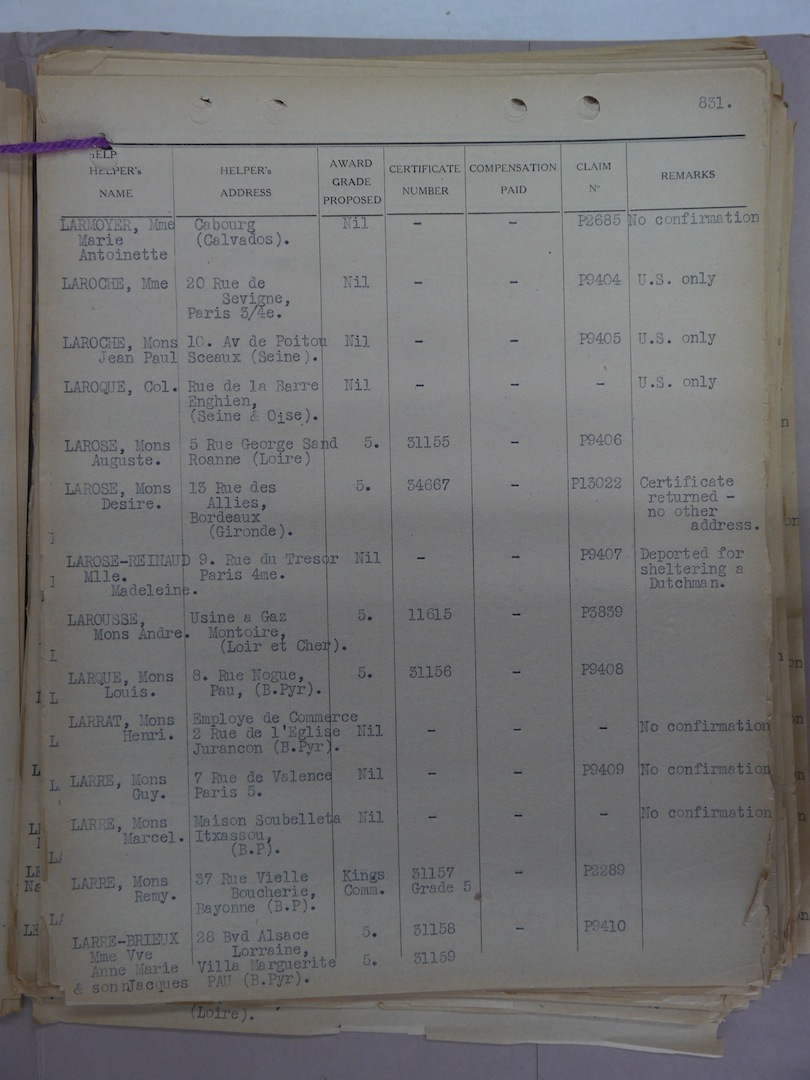 831.
HELP
HELPER's NAME HELPER's ADDRESS AWARD GRADE PROPOSED CERTIFICATE NUMBER COMPENSATION PAID CLAIM No REMARKS
LARMOYER, Mme Cabourg Nil - - P2685 No confirmation
Marie (Calvados).
Antoinette
LAROCHE, Mme 20 Rue de Nil - - P9404 U.S. only
Sevigne,
Paris 3/4e.
LAROCHE, Mons 10. Av de Poitou Nil - - P9405 U.S. only
Jean Paul Sceaux (Seine).
LAROQUE, Col. Rue de la Barre Nil - - - U.S. only
Enghien,
(Seine & Oise).
LAROSE, Mons 5 Rue George Sand 5. 31155 - P9406
Auguste. Roanne (Loire)
LAROSE, Mons 13 Rue des 5. 34667 - P13022 Certificate
Desire. Allies, returned -
Bordeaux no other
(Gironde). address.
LAROSE-REINAUD 9. Rue du Tresor Nil - - P9407 Deported for
Mlle. Paris 4me. sheltering a
Madeleine. Dutchman.
LAROUSSE, Usine a Gaz 5. 11615 - P3839
Mons Andre. Montoire,
(Loir et Cher).
LARQUE, Mons 8. Rue Nogue, 5. 31156 - P9408
Louis. Pau, (B.Pyr).
LARRAT, Mons Employe de Commerce
Henri. 2 Rue de l'Eglise Nil - - - No confirmation
Jurancon (B.Pyr).
LARRE, Mons 7 Rue de Valence Nil - - P9409 No confirmation
Guy. Paris 5.
LARRE, Mons Maison Soubelleta Nil - - - No confirmation
Marcel. Itxassou,
(B.P).
LARRE, Mons 37 Rue Vielle Kings 31157 - P2289
Remy. Boucherie, Comm. Grade 5
Bayonne (B.P).
LARRE-BRIEUX 28 Bvd Alsace 5. 31158 - P9410
Mme Vve Lorraine,
Anne Marie Villa Marguerite 5. 31159
& sonnJacques PAU (B.Pyr).
(Loire).